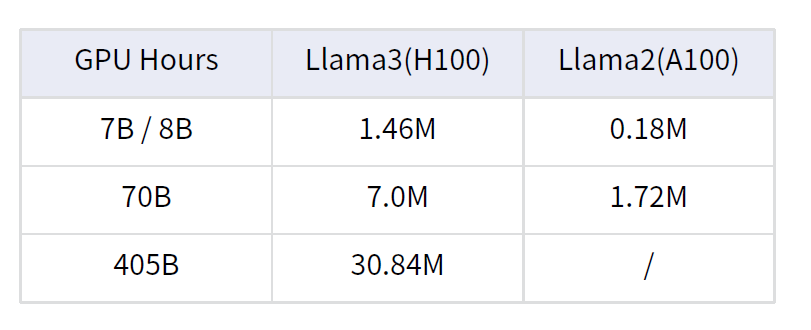 GPU Hours Llama3(H100) Llama2(A100)
7B / 8B 1.46M 0.18M
70B 7.0M 1.72M
405B 30.84M /